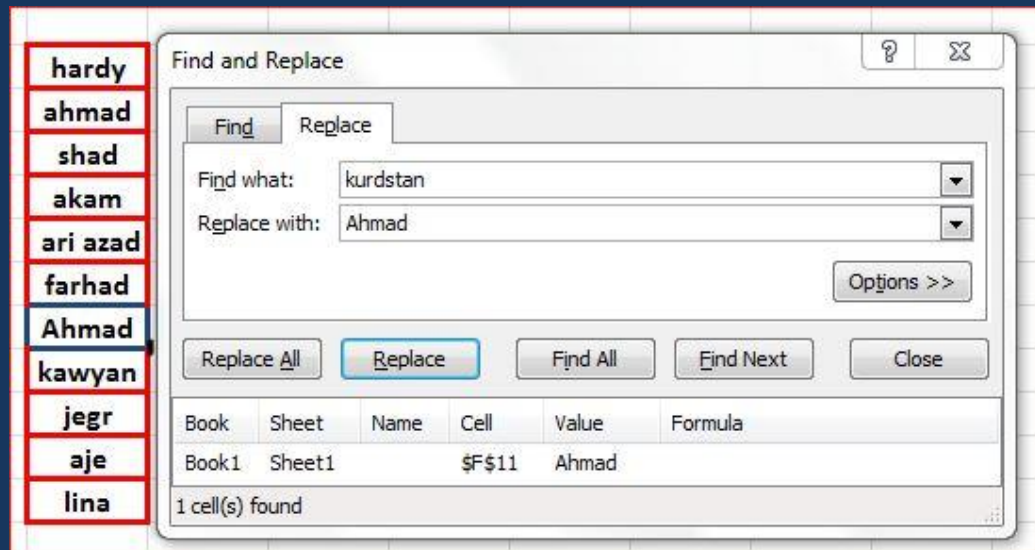 hardy
ahmad
shad
akam
ari azad
farhad
Ahmad
kawyan
jegr
aje
lina
Find and Replace
Find Replace
Find what: kurdstan
Replace with: Ahmad
Options >>
Replace All Replace Find All Find Next Close
Book Sheet Name Cell Value Formula
Book1 Sheet1 $F$11 Ahmad
1 cell(s) found